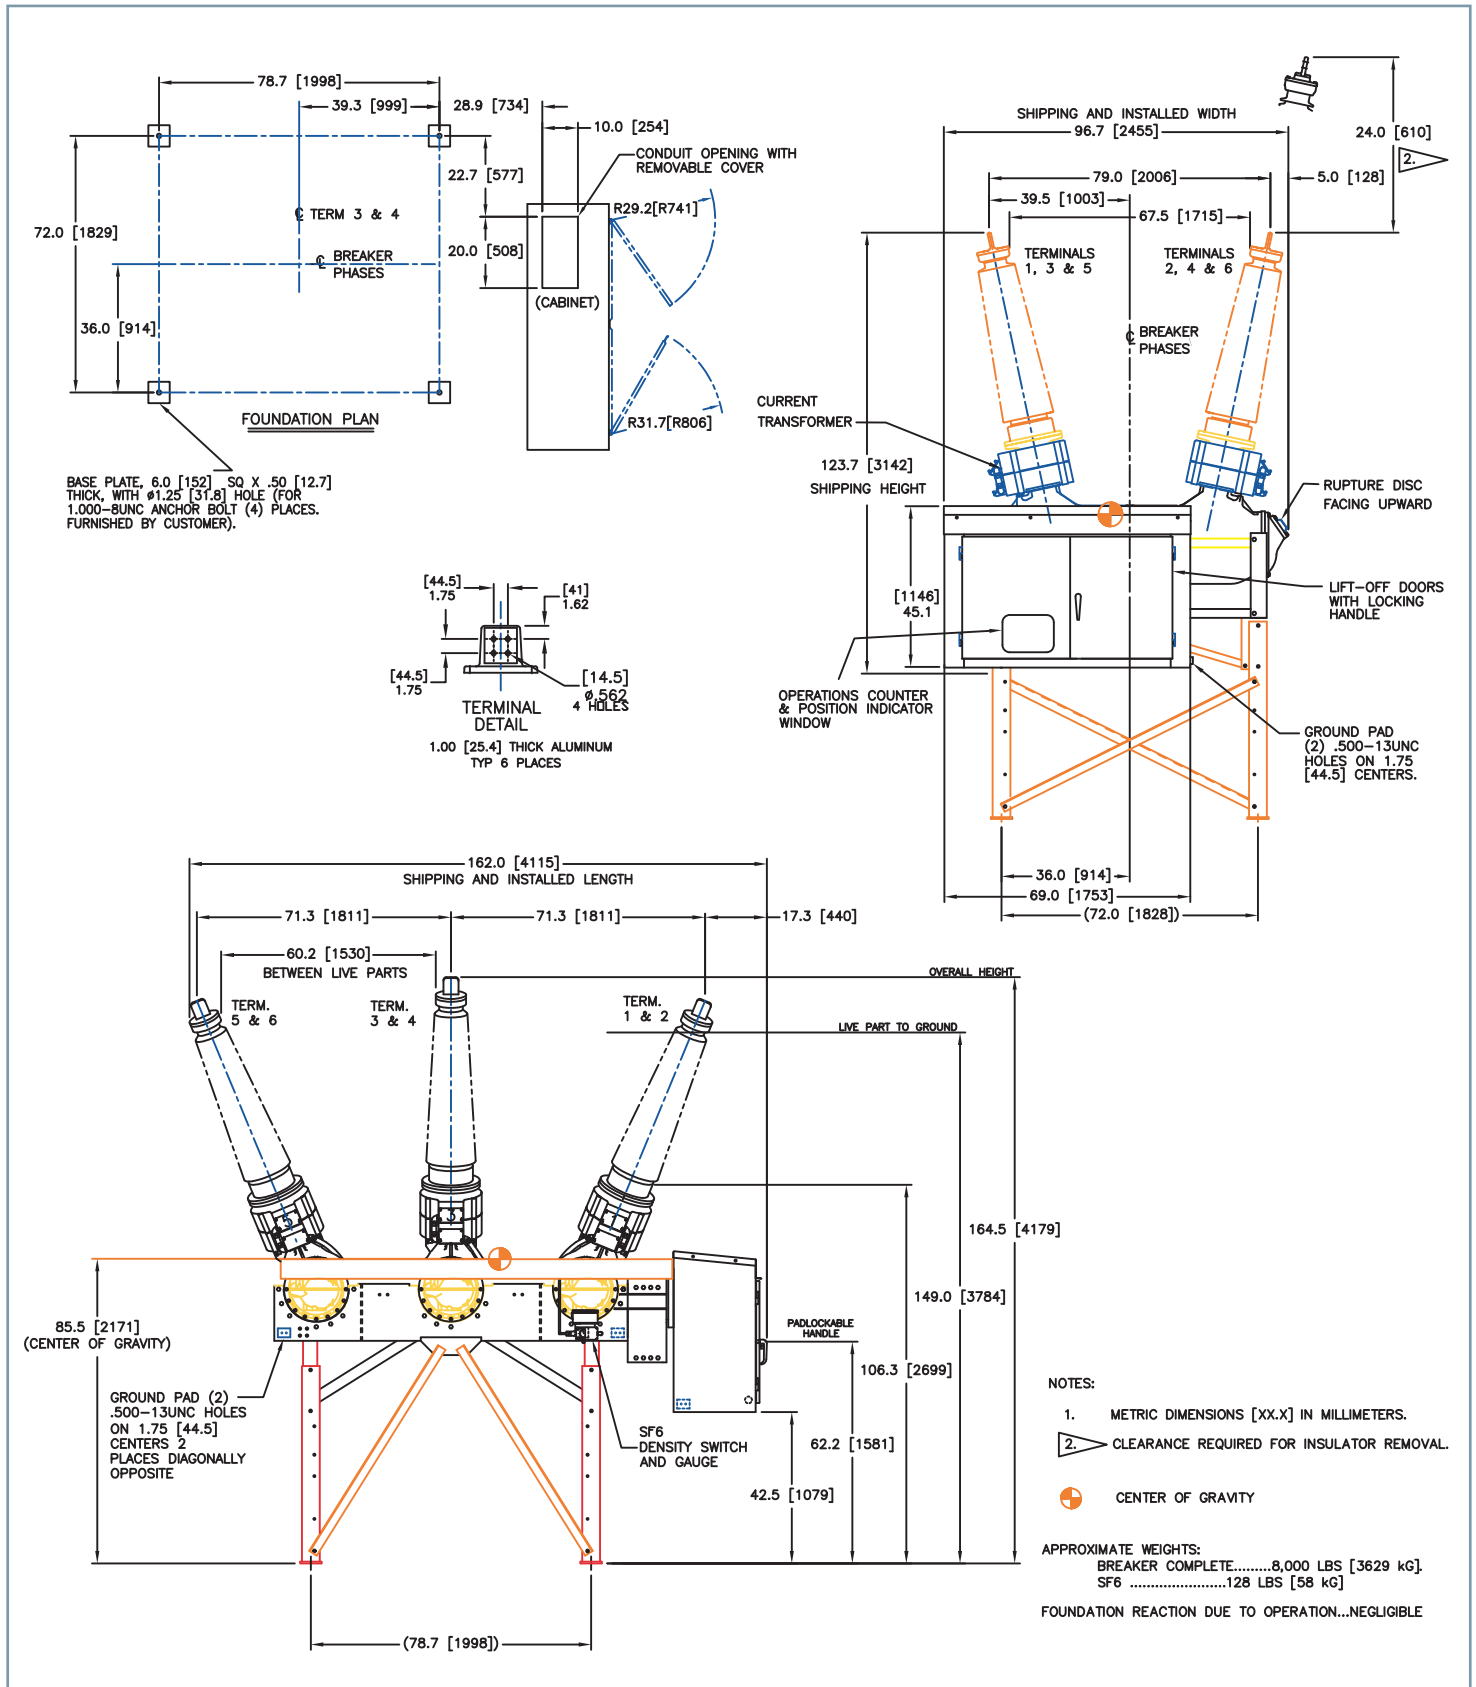 78.7 [1998]
39.3 [999]
28.9 [734]
10.0 [254]
CONDUIT OPENING WITH
REMOVABLE COVER
22.7 [577]
℄ TERM 3 & 4
72.0 [1829]
R29.2[R741]
20.0 [508]
℄ BREAKER
PHASES
(CABINET)
36.0 [914]
R31.7[R806]
FOUNDATION PLAN
BASE PLATE, 6.0 [152] SQ X .50 [12.7]
THICK, WITH ø1.25 [31.8] HOLE (FOR
1.000-8UNC ANCHOR BOLT (4) PLACES.
FURNISHED BY CUSTOMER).
SHIPPING AND INSTALLED WIDTH
96.7 [2455]
24.0 [610]
2.
79.0 [2006]
5.0 [128]
39.5 [1003]
67.5 [1715]
TERMINALS
1, 3 & 5
TERMINALS
2, 4 & 6
℄ BREAKER
PHASES
CURRENT
TRANSFORMER
123.7 [3142]
SHIPPING HEIGHT
RUPTURE DISC
FACING UPWARD
[1146]
45.1
LIFT-OFF DOORS
WITH LOCKING
HANDLE
OPERATIONS COUNTER
& POSITION INDICATOR
WINDOW
GROUND PAD
(2) .500-13UNC
HOLES ON 1.75
[44.5] CENTERS.
36.0 [914]
69.0 [1753]
(72.0 [1828])
[44.5]
1.75
[41]
1.62
[44.5]
1.75
[14.5]
ø.562
4 HOLES
TERMINAL
DETAIL
1.00 [25.4] THICK ALUMINUM
TYP 6 PLACES
162.0 [4115]
SHIPPING AND INSTALLED LENGTH
71.3 [1811]
71.3 [1811]
17.3 [440]
60.2 [1530]
BETWEEN LIVE PARTS
OVERALL HEIGHT
TERM.
5 & 6
TERM.
3 & 4
TERM.
1 & 2
LIVE PART TO GROUND
5
3
1
164.5 [4179]
149.0 [3784]
85.5 [2171]
(CENTER OF GRAVITY)
PADLOCKABLE
HANDLE
106.3 [2699]
GROUND PAD (2)
.500-13UNC HOLES
ON 1.75 [44.5]
CENTERS 2
PLACES DIAGONALLY
OPPOSITE
SF6
DENSITY SWITCH
AND GAUGE
62.2 [1581]
42.5 [1079]
(78.7 [1998])
NOTES:
1. METRIC DIMENSIONS [XX.X] IN MILLIMETERS.
2. CLEARANCE REQUIRED FOR INSULATOR REMOVAL.
CENTER OF GRAVITY
APPROXIMATE WEIGHTS:
BREAKER COMPLETE.........8,000 LBS [3629 kG].
SF6 .......................128 LBS [58 kG]
FOUNDATION REACTION DUE TO OPERATION...NEGLIGIBLE